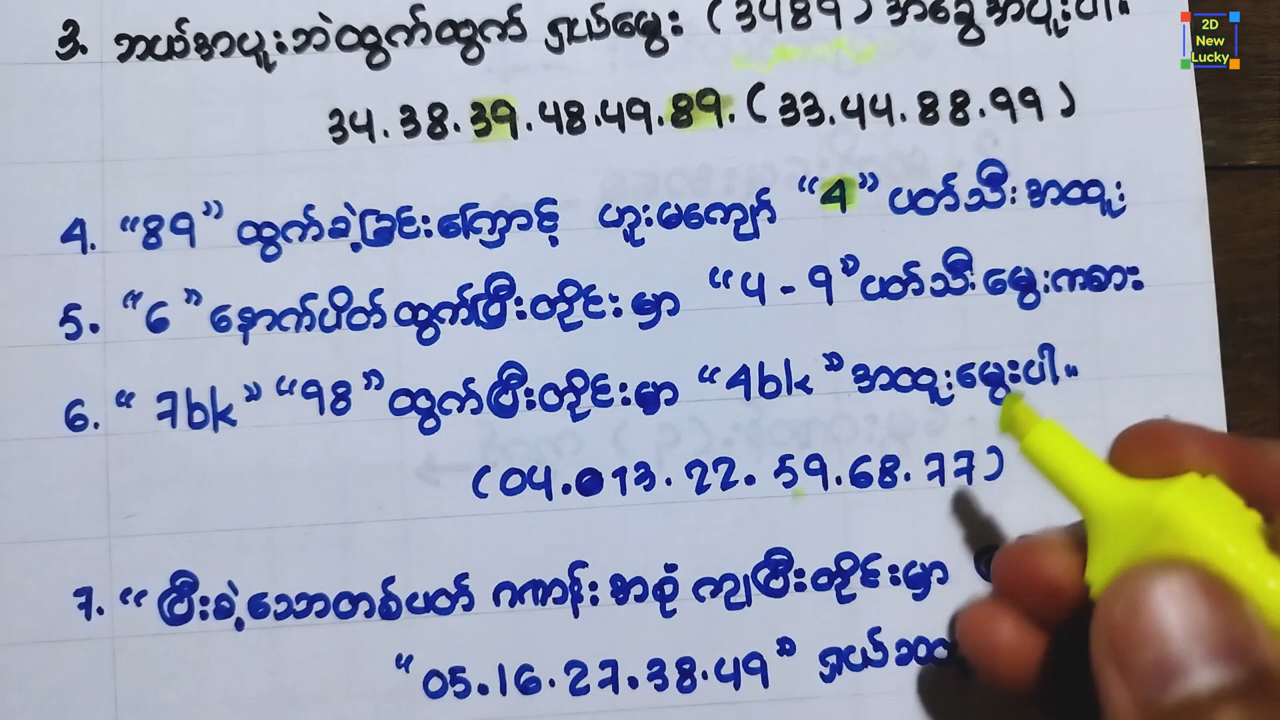 3. ဘယ်အပူးဘဲထွက်ထွက် ရှယ်မွေး (3489) အခွေအပူးပါ။
34.38.39.48.49.89.(33.44.88.99)
4. “89” ထွက်ခဲ့ခြင်းကြောင့် ဟူးမကျော် “4” ပတ်သီးအထူး
5. “6” နောက်ပိတ်ထွက်ပြီးတိုင်းမှာ “4-9” ပတ်သီးမွေးကစား
6. “7bk” “98” ထွက်ပြီးတိုင်းမှာ “4bk” အထူးမွေးပါ။
(04.013.22.59.68.77)
7. “ပြီးခဲ့သောတစ်ပတ် ဂဏန်းအစုံကျပြီးတိုင်းမှာ
“05.16.27.38.49” ရှယ်
2D
New
Lucky